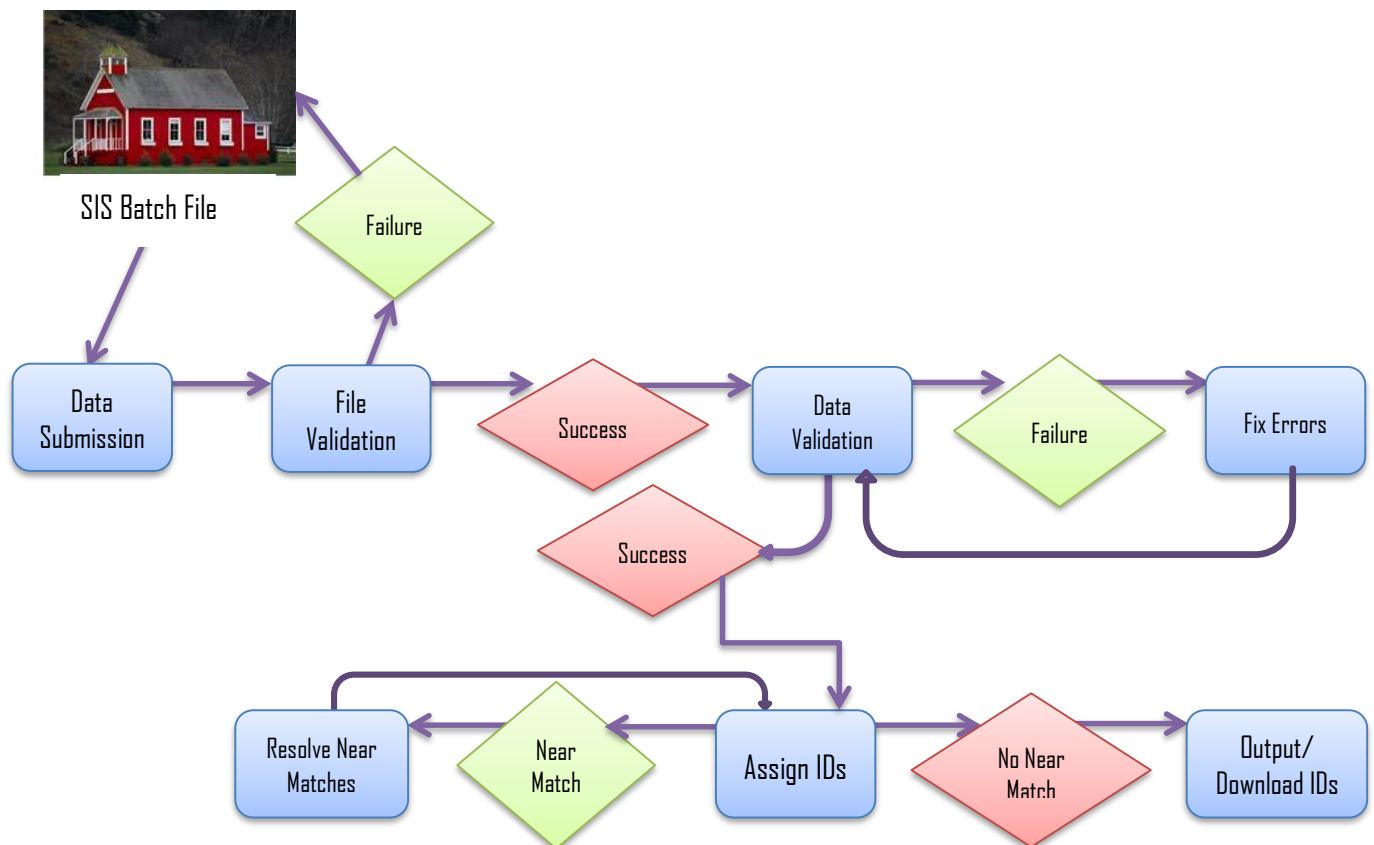 SIS Batch File
Failure
Data
Submission
File
Validation
Success
Data
Validation
Failure
Fix Errors
Success
Resolve Near
Matches
Near
Match
Assign IDs
No Near
Match
Output/
Download IDs